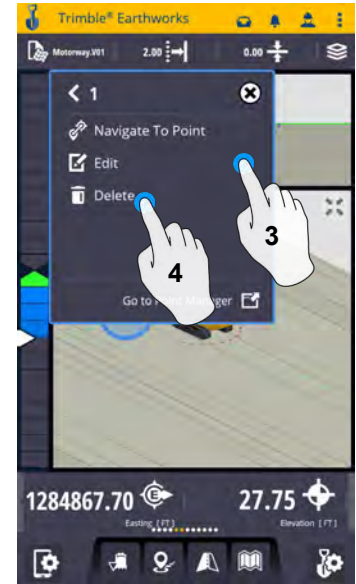 Trimble® Earthworks
Motorway.V01 2.00 0.00
1
Navigate To Point
Edit
Delete
3
4
Go to Point Manager
1284867.70 E 27.75
Easting [FT] Elevation [FT]